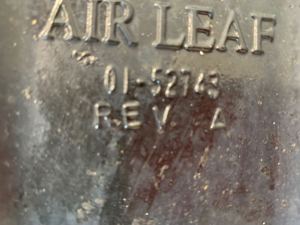 AIR LEAF
01-52743
REV. A